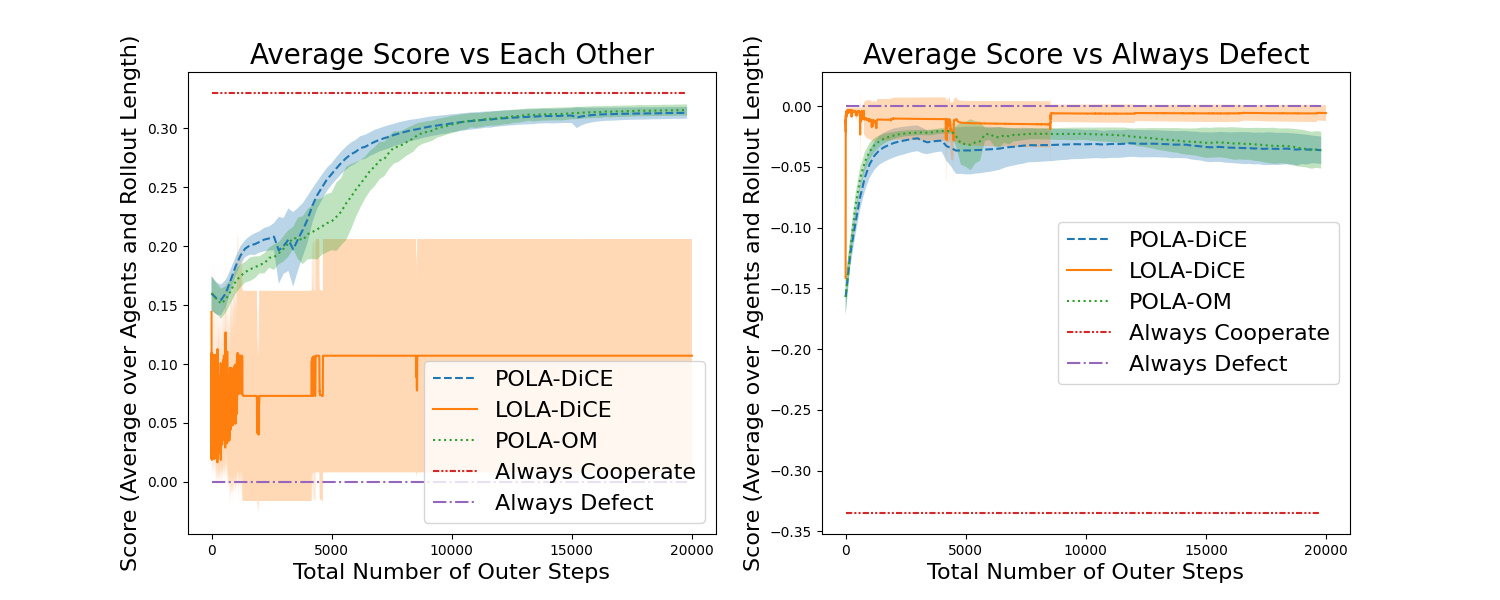 Average Score vs Each Other
Score (Average over Agents and Rollout Length)
0.30
0.25
0.20
0.15
0.10
0.05
0.00
0
5000
10000
15000
20000
Total Number of Outer Steps
POLA-DiCE
LOLA-DiCE
POLA-OM
Always Cooperate
Always Defect
Average Score vs Always Defect
Score (Average over Agents and Rollout Length)
0.00
−0.05
−0.10
−0.15
−0.20
−0.25
−0.30
−0.35
0
5000
10000
15000
20000
Total Number of Outer Steps
POLA-DiCE
LOLA-DiCE
POLA-OM
Always Cooperate
Always Defect